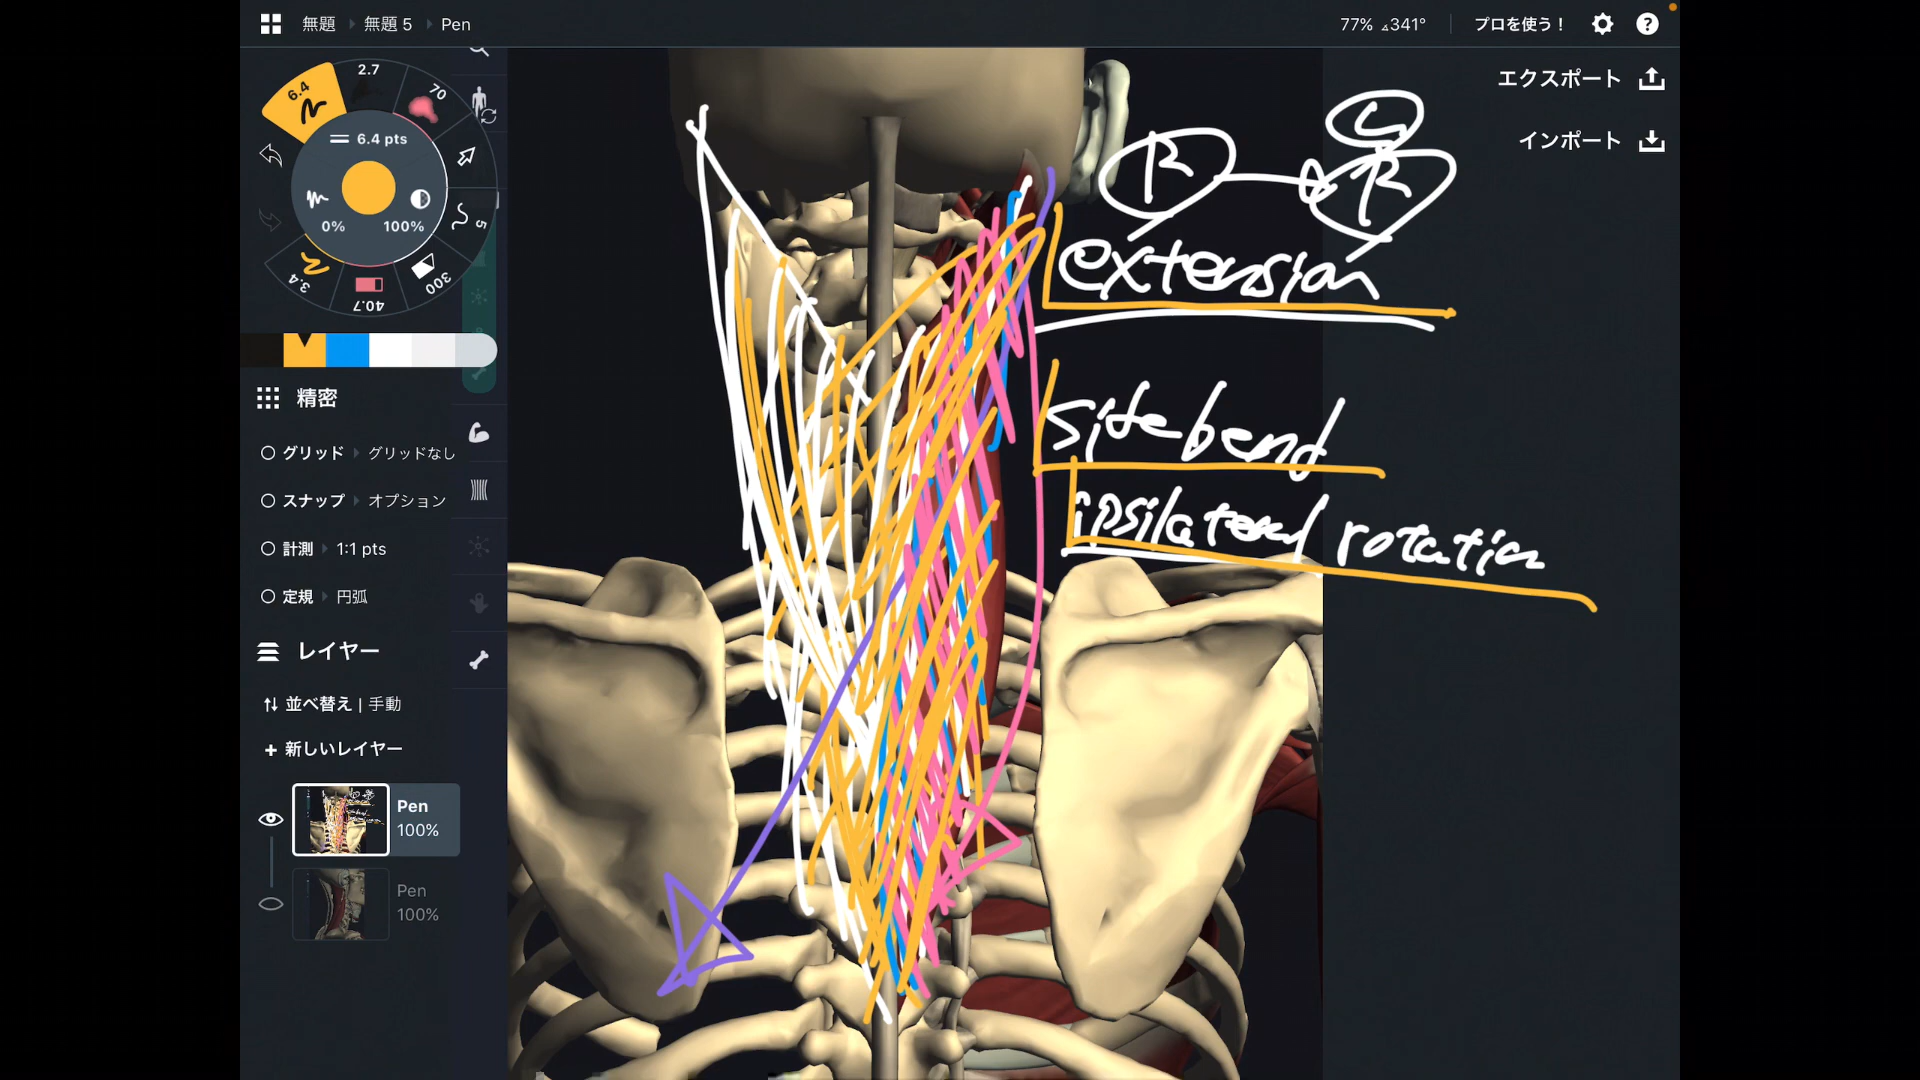 無題 無題 5 Pen
77% ⊿341°
プロを使う!
?
エクスポート
インポート
2.7
6.4
70
6.4 pts
0% 100%
5
3.4
40.7
300
精密
グリッド グリッドなし
スナップ オプション
計測 1:1 pts
定規 円弧
レイヤー
並べ替え | 手動
+ 新しいレイヤー
Pen
100%
Pen
100%
R R
extension
side bend
ipsilateral rotation